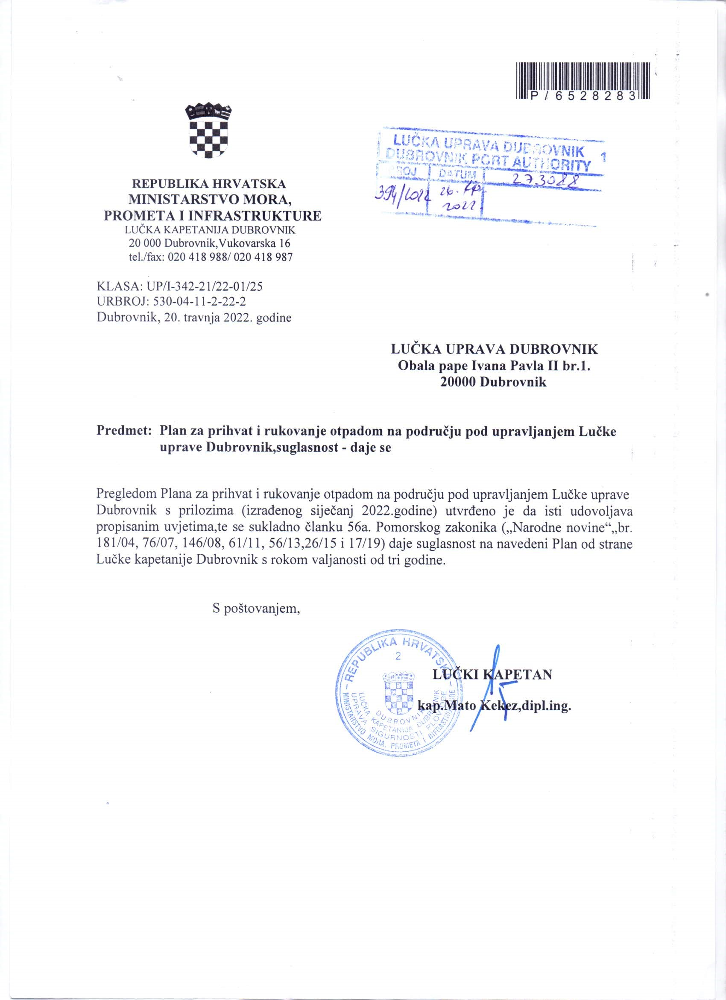 P/6528283
LUČKA UPRAVA DUBROVNIK
DUBROVNIK PORT AUTHORITY 1
BROJ DATUM 273088
394/2022 26.
2022
REPUBLIKA HRVATSKA
MINISTARSTVO MORA,
PROMETA I INFRASTRUKTURE
LUČKA KAPETANIJA DUBROVNIK
20 000 Dubrovnik,Vukovarska 16
tel./fax: 020 418 988/ 020 418 987
KLASA: UP/I-342-21/22-01/25
URBROJ: 530-04-11-2-22-2
Dubrovnik, 20. travnja 2022. godine
LUČKA UPRAVA DUBROVNIK
Obala pape Ivana Pavla II br.1.
20000 Dubrovnik
Predmet: Plan za prihvat i rukovanje otpadom na području pod upravljanjem Lučke
uprave Dubrovnik,suglasnost - daje se
Pregledom Plana za prihvat i rukovanje otpadom na području pod upravljanjem Lučke uprave
Dubrovnik s prilozima (izrađenog siječanj 2022.godine) utvrđeno je da isti udovoljava
propisanim uvjetima,te se sukladno članku 56a. Pomorskog zakonika („Narodne novine“„br.
181/04, 76/07, 146/08, 61/11, 56/13,26/15 i 17/19) daje suglasnost na navedeni Plan od strane
Lučke kapetanije Dubrovnik s rokom valjanosti od tri godine.
S poštovanjem,
REPUBLIKA HRVATSKA
2
MINISTARSTVO MORA, PROMETA I INFRASTRUKTURE
UPRAVA SIGURNOSTI PLOVIDBE
LUČKA KAPETANIJA DUBROVNIK
DUBROVNIK
LUČKI KAPETAN
kap.Mato Kekez,dipl.ing.